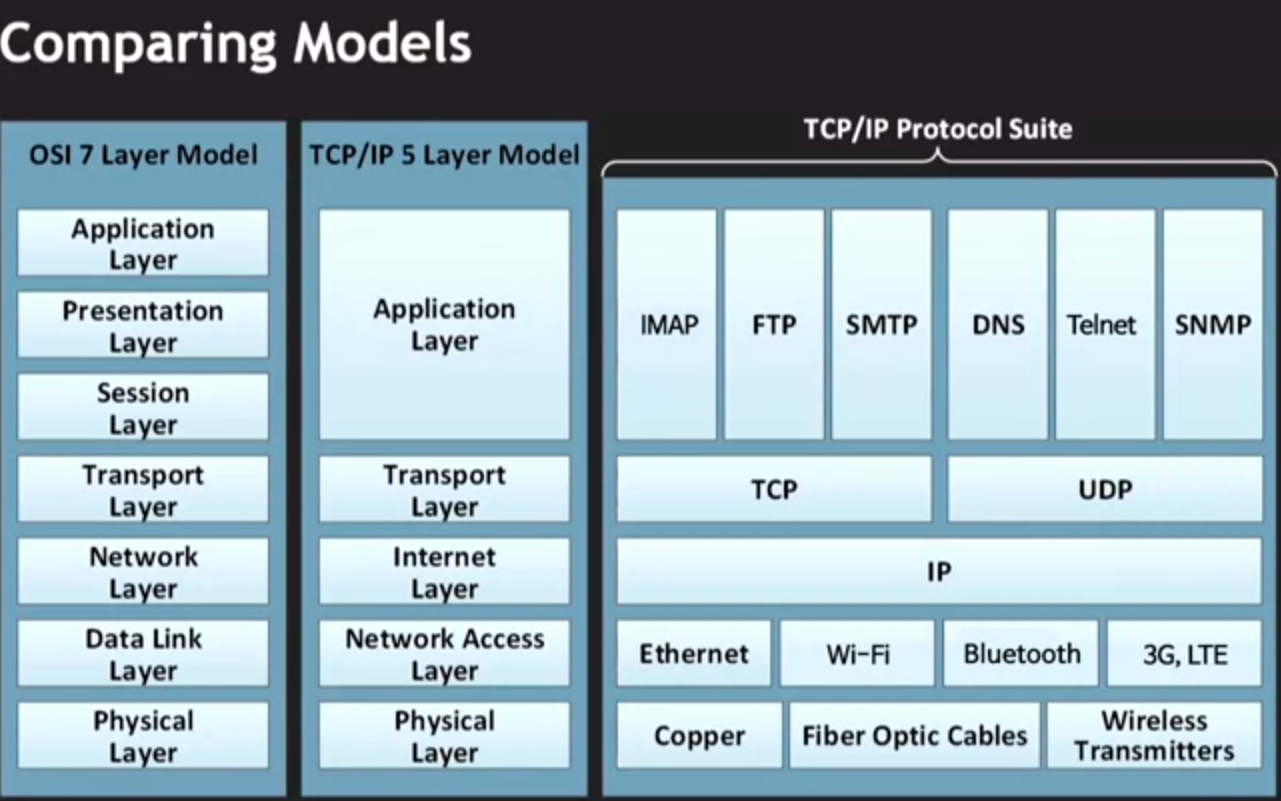 Comparing Models
OSI 7 Layer Model
Application
Layer
Presentation
Layer
Session
Layer
Transport
Layer
Network
Layer
Data Link
Layer
Physical
Layer
TCP/IP 5 Layer Model
Application
Layer
Transport
Layer
Internet
Layer
Network Access
Layer
Physical
Layer
TCP/IP Protocol Suite
IMAP
FTP
SMTP
DNS
Telnet
SNMP
TCP
UDP
IP
Ethernet
Wi-Fi
Bluetooth
3G, LTE
Copper
Fiber Optic Cables
Wireless
Transmitters